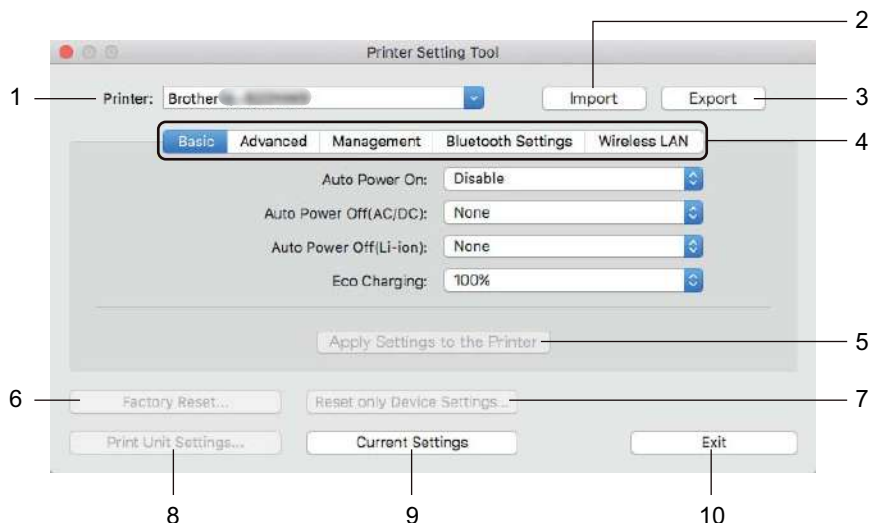 2
Printer Setting Tool
1 Printer: Brother Import Export 3
Basic Advanced Management Bluetooth Settings Wireless LAN 4
Auto Power On: Disable
Auto Power Off(AC/DC): None
Auto Power Off(Li-ion): None
Eco Charging: 100%
Apply Settings to the Printer 5
6 Factory Reset... Reset only Device Settings... 7
Print Unit Settings... Current Settings Exit
8 9 10